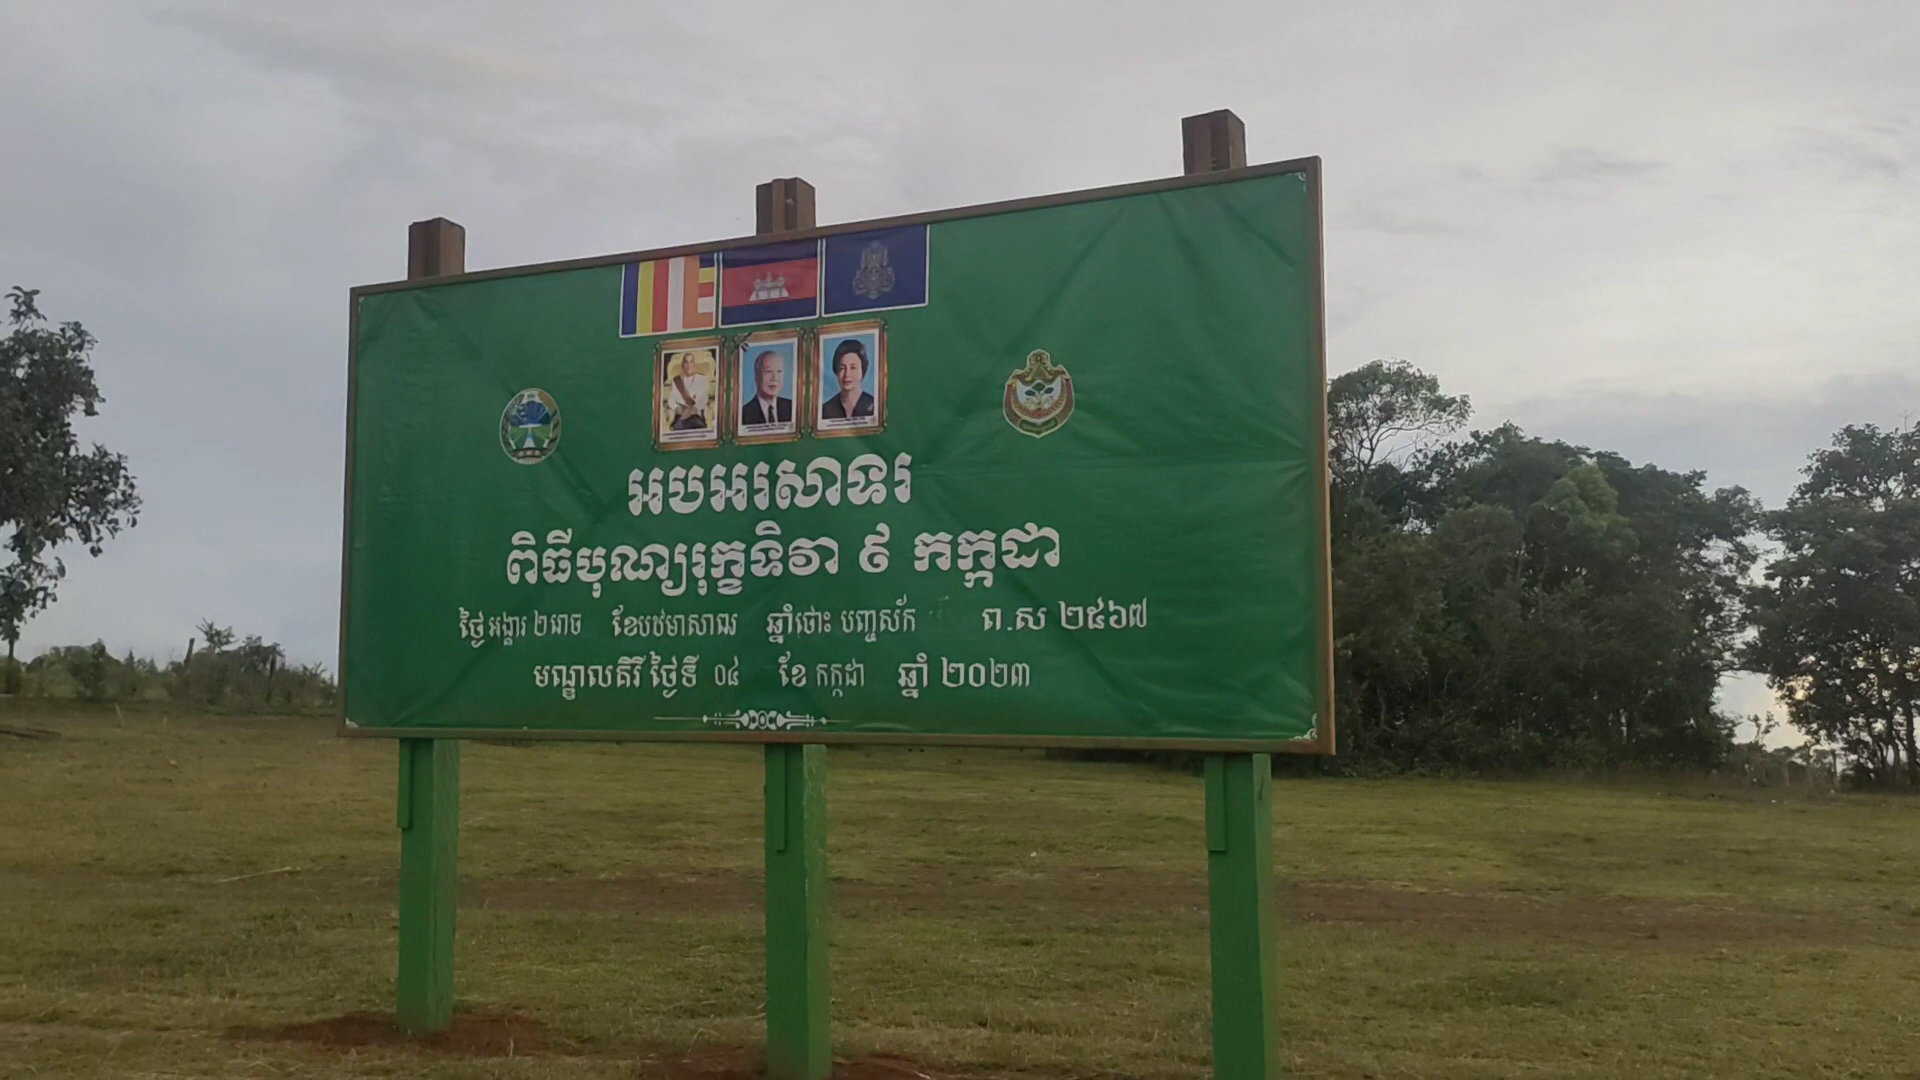 អបអរសាទរ
ពិធីបុណ្យរុក្ខទិវា ៩ កក្កដា
ថ្ងៃ អង្គារ ២រោច ខែបឋមាសាឍ ឆ្នាំថោះ បញ្ចស័ក ព.ស ២៥៦៧
មណ្ឌលគិរី ថ្ងៃទី ០៤ ខែ កក្កដា ឆ្នាំ ២០២៣